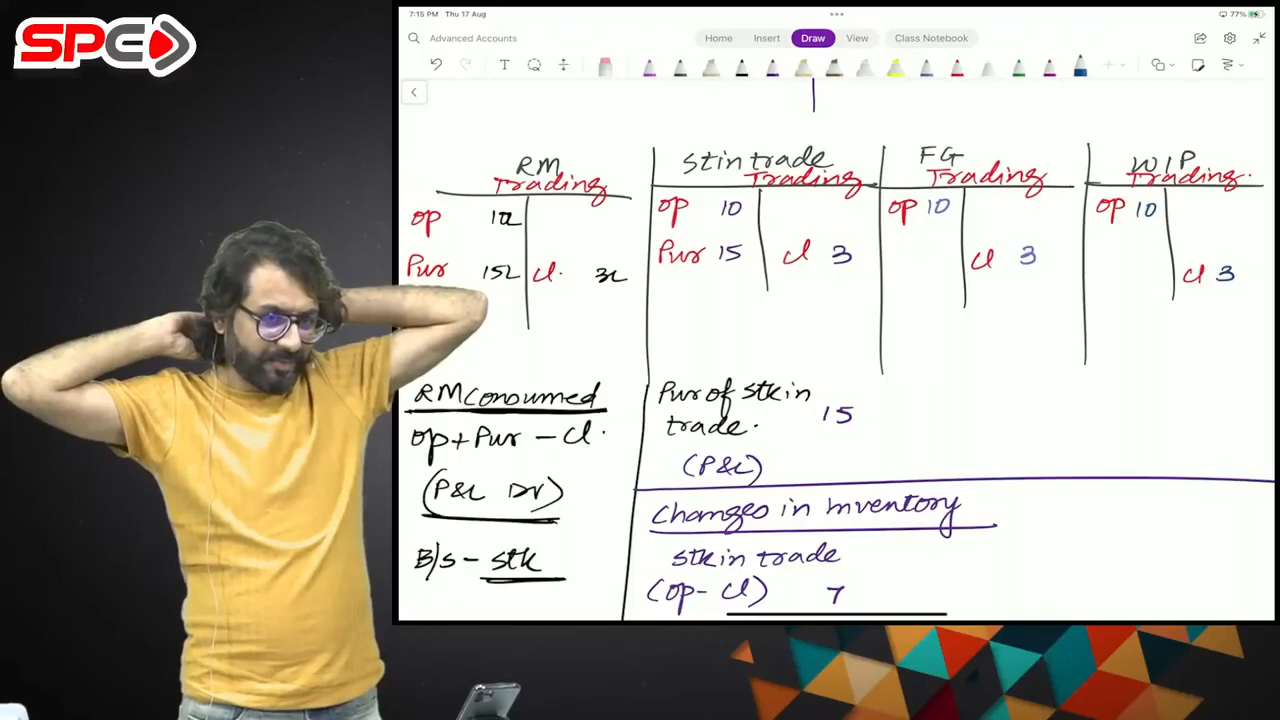 SPE
7:15 PM Thu 17 Aug
77%
Advanced Accounts
Home Insert Draw View Class Notebook
T
RM
Trading
op
Pur 15L Cl. 3L
Stin trade
Trading
op 10
Pur 15 Cl 3
FG
Trading
op 10
Cl 3
WIP
Trading.
op 10
Cl 3
RM Consumed
op + Pur - Cl.
(P&L Dr)
B/S - Stk
Pur of Stk in
trade. 15
(P&L)
Changes in inventory
Stk in trade
(op - Cl) 7